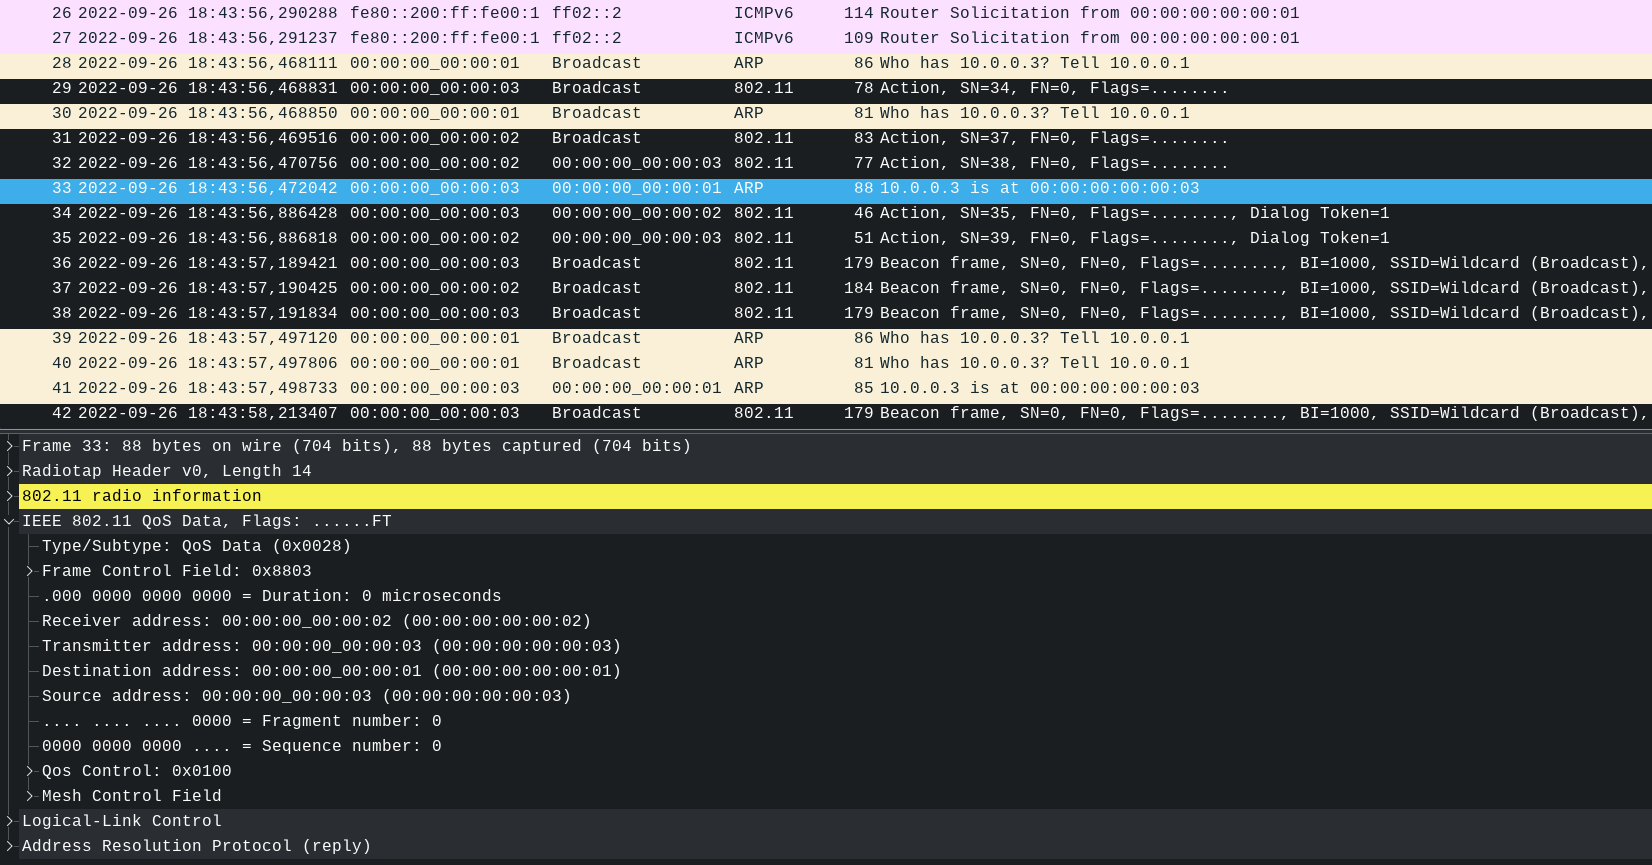 26 2022-09-26 18:43:56,290288 fe80::200:ff:fe00:1 ff02::2 ICMPv6 114 Router Solicitation from 00:00:00:00:00:01
27 2022-09-26 18:43:56,291237 fe80::200:ff:fe00:1 ff02::2 ICMPv6 109 Router Solicitation from 00:00:00:00:00:01
28 2022-09-26 18:43:56,468111 00:00:00_00:00:01 Broadcast ARP 86 Who has 10.0.0.3? Tell 10.0.0.1
29 2022-09-26 18:43:56,468831 00:00:00_00:00:03 Broadcast 802.11 78 Action, SN=34, FN=0, Flags=........
30 2022-09-26 18:43:56,468850 00:00:00_00:00:01 Broadcast ARP 81 Who has 10.0.0.3? Tell 10.0.0.1
31 2022-09-26 18:43:56,469516 00:00:00_00:00:02 Broadcast 802.11 83 Action, SN=37, FN=0, Flags=........
32 2022-09-26 18:43:56,470756 00:00:00_00:00:02 00:00:00_00:00:03 802.11 77 Action, SN=38, FN=0, Flags=........
33 2022-09-26 18:43:56,472042 00:00:00_00:00:03 00:00:00_00:00:01 ARP 88 10.0.0.3 is at 00:00:00:00:00:03
34 2022-09-26 18:43:56,886428 00:00:00_00:00:03 00:00:00_00:00:02 802.11 46 Action, SN=35, FN=0, Flags=........, Dialog Token=1
35 2022-09-26 18:43:56,886818 00:00:00_00:00:02 00:00:00_00:00:03 802.11 51 Action, SN=39, FN=0, Flags=........, Dialog Token=1
36 2022-09-26 18:43:57,189421 00:00:00_00:00:03 Broadcast 802.11 179 Beacon frame, SN=0, FN=0, Flags=........, BI=1000, SSID=Wildcard (Broadcast),
37 2022-09-26 18:43:57,190425 00:00:00_00:00:02 Broadcast 802.11 184 Beacon frame, SN=0, FN=0, Flags=........, BI=1000, SSID=Wildcard (Broadcast),
38 2022-09-26 18:43:57,191834 00:00:00_00:00:03 Broadcast 802.11 179 Beacon frame, SN=0, FN=0, Flags=........, BI=1000, SSID=Wildcard (Broadcast),
39 2022-09-26 18:43:57,497120 00:00:00_00:00:01 Broadcast ARP 86 Who has 10.0.0.3? Tell 10.0.0.1
40 2022-09-26 18:43:57,497806 00:00:00_00:00:01 Broadcast ARP 81 Who has 10.0.0.3? Tell 10.0.0.1
41 2022-09-26 18:43:57,498733 00:00:00_00:00:03 00:00:00_00:00:01 ARP 85 10.0.0.3 is at 00:00:00:00:00:03
42 2022-09-26 18:43:58,213407 00:00:00_00:00:03 Broadcast 802.11 179 Beacon frame, SN=0, FN=0, Flags=........, BI=1000, SSID=Wildcard (Broadcast),
Frame 33: 88 bytes on wire (704 bits), 88 bytes captured (704 bits)
Radiotap Header v0, Length 14
802.11 radio information
IEEE 802.11 QoS Data, Flags: ......FT
Type/Subtype: QoS Data (0x0028)
Frame Control Field: 0x8803
.000 0000 0000 0000 = Duration: 0 microseconds
Receiver address: 00:00:00_00:00:02 (00:00:00:00:00:02)
Transmitter address: 00:00:00_00:00:03 (00:00:00:00:00:03)
Destination address: 00:00:00_00:00:01 (00:00:00:00:00:01)
Source address: 00:00:00_00:00:03 (00:00:00:00:00:03)
.... .... .... 0000 = Fragment number: 0
0000 0000 0000 .... = Sequence number: 0
Qos Control: 0x0100
Mesh Control Field
Logical-Link Control
Address Resolution Protocol (reply)